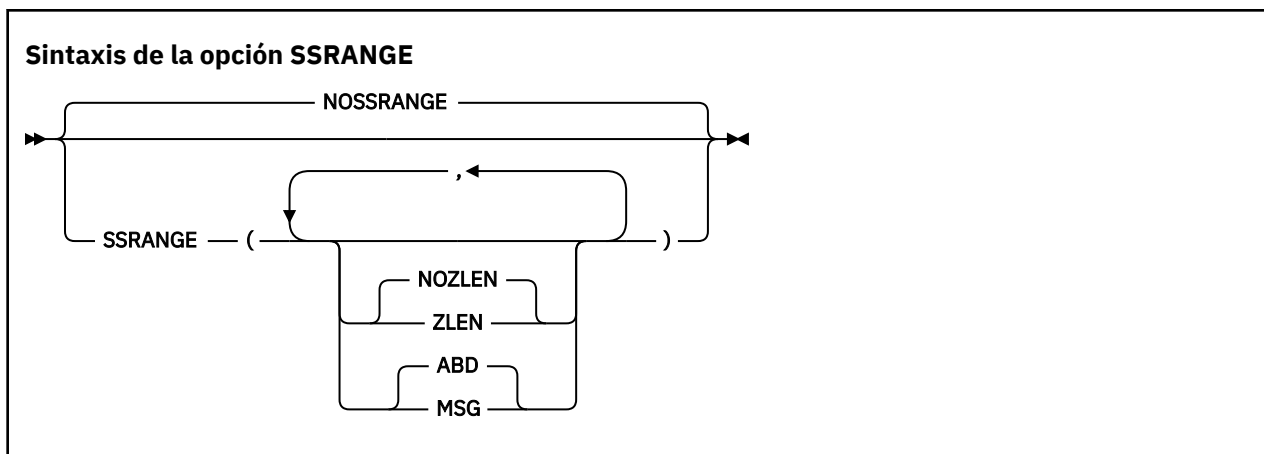 Sintaxis de la opción SSRANGE
NOSSRANGE
,
SSRANGE ( )
NOZLEN
ZLEN
ABD
MSG